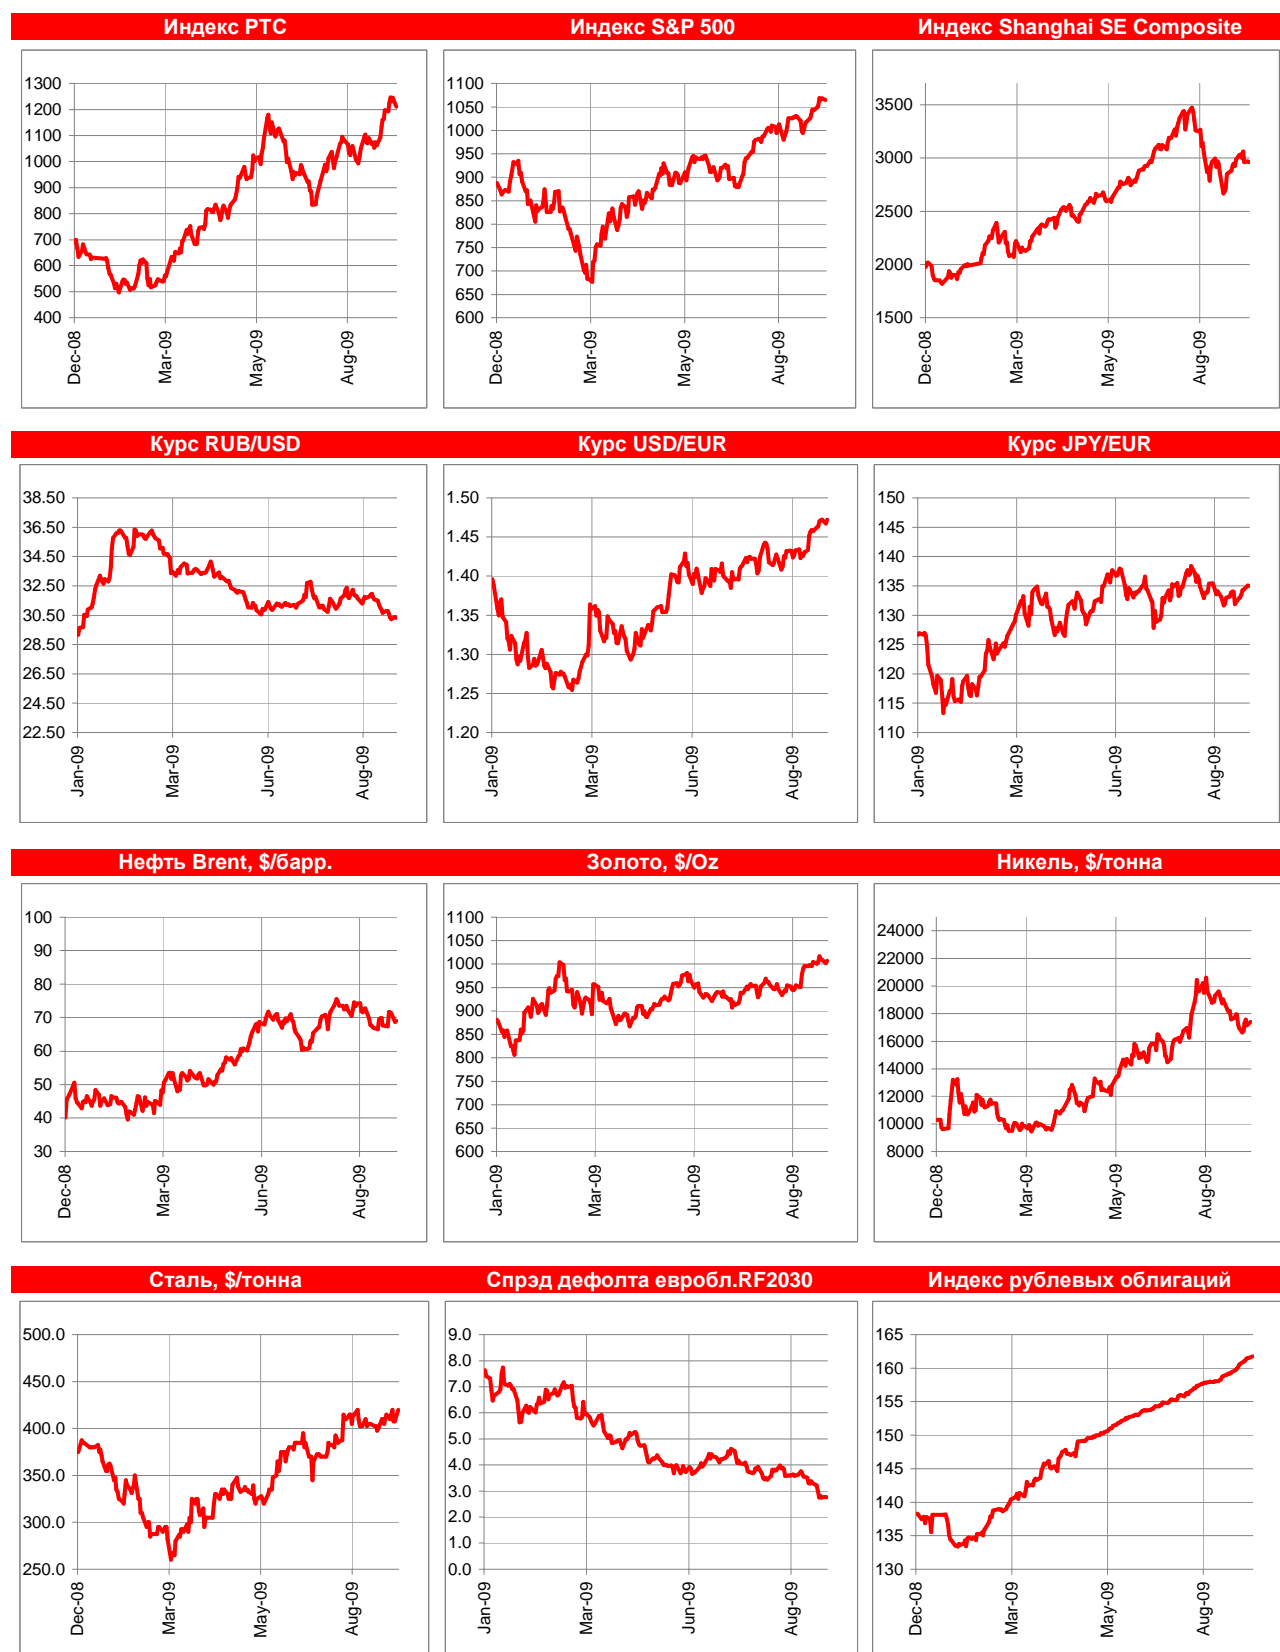 Индекс РТС
Индекс S&P 500
Индекс Shanghai SE Composite
1300
1200
1100
1000
900
800
700
600
500
400
Dec-08
Mar-09
May-09
Aug-09
1100
1050
1000
950
900
850
800
750
700
650
600
Dec-08
Mar-09
May-09
Aug-09
3500
3000
2500
2000
1500
Dec-08
Mar-09
May-09
Aug-09
Курс RUB/USD
Курс USD/EUR
Курс JPY/EUR
38.50
36.50
34.50
32.50
30.50
28.50
26.50
24.50
22.50
Jan-09
Mar-09
Jun-09
Aug-09
1.50
1.45
1.40
1.35
1.30
1.25
1.20
Jan-09
Mar-09
Jun-09
Aug-09
150
145
140
135
130
125
120
115
110
Jan-09
Mar-09
Jun-09
Aug-09
Нефть Brent, $/барр.
Золото, $/Oz
Никель, $/тонна
100
90
80
70
60
50
40
30
Dec-08
Mar-09
Jun-09
Aug-09
1100
1050
1000
950
900
850
800
750
700
650
600
Jan-09
Mar-09
Jun-09
Aug-09
24000
22000
20000
18000
16000
14000
12000
10000
8000
Dec-08
Mar-09
May-09
Aug-09
Сталь, $/тонна
Спрэд дефолта евробл.RF2030
Индекс рублевых облигаций
500.0
450.0
400.0
350.0
300.0
250.0
Dec-08
Mar-09
May-09
Aug-09
9.0
8.0
7.0
6.0
5.0
4.0
3.0
2.0
1.0
0.0
Jan-09
Mar-09
Jun-09
Aug-09
165
160
155
150
145
140
135
130
Dec-08
Mar-09
May-09
Aug-09